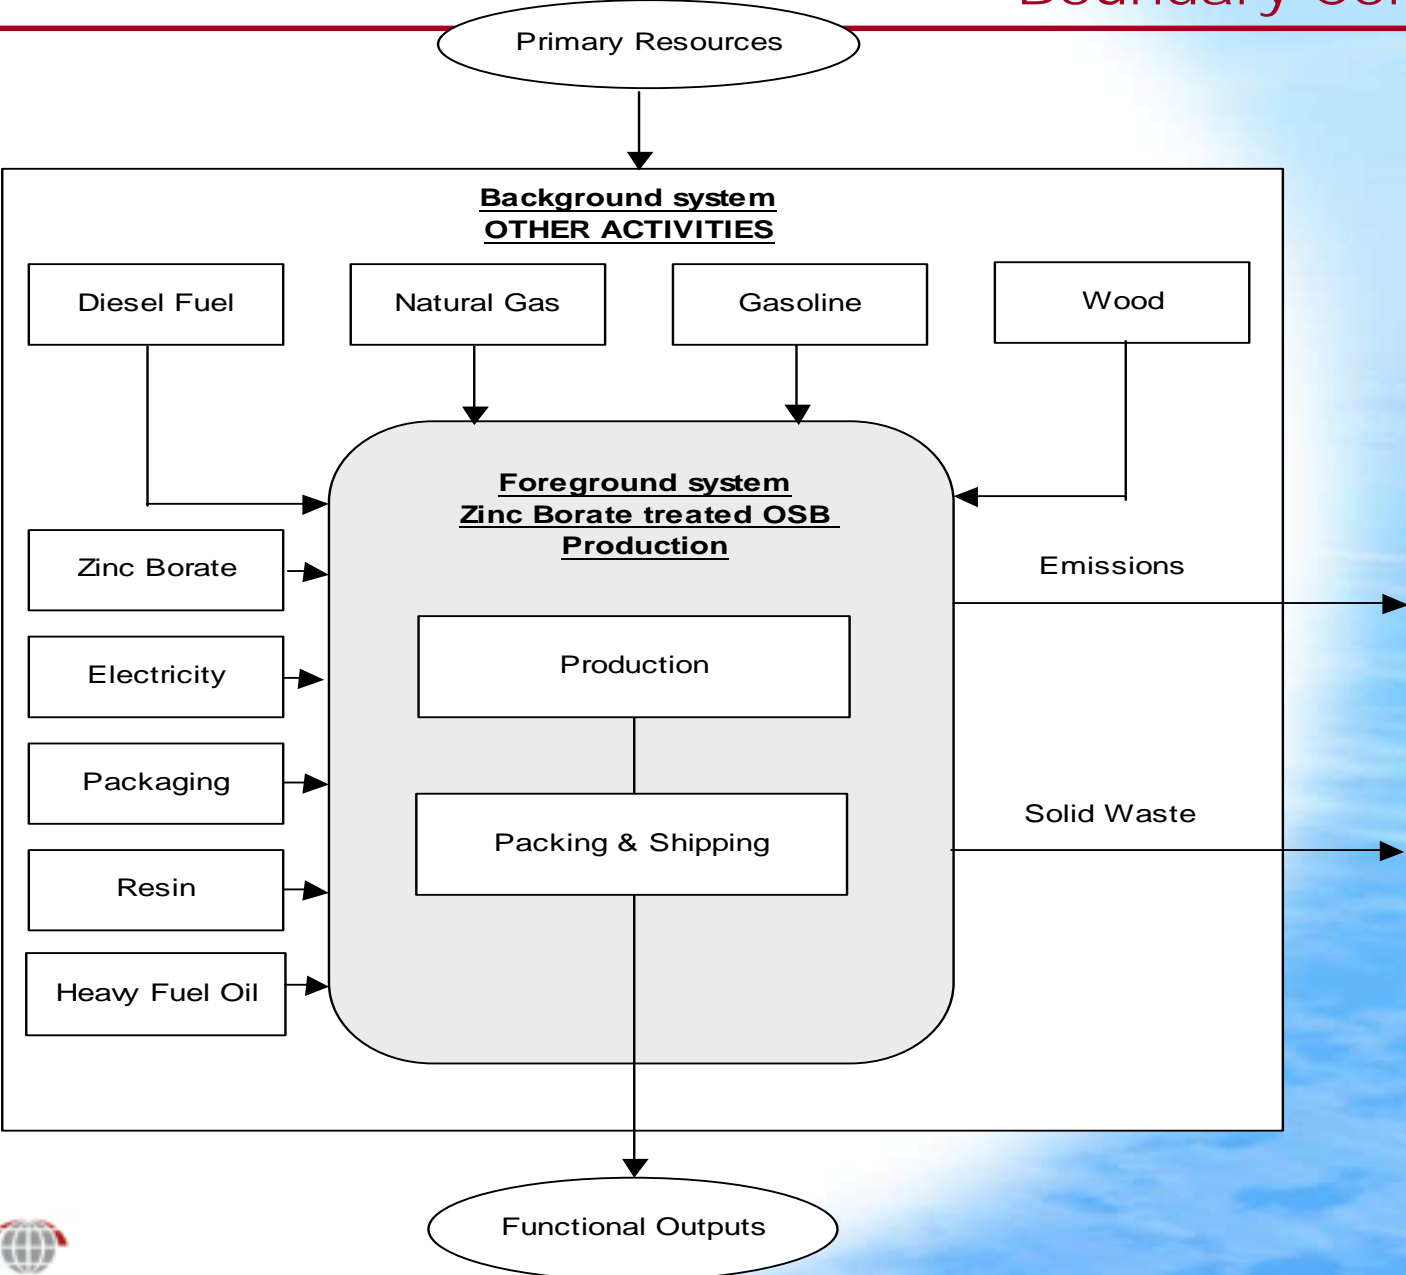 Boundary
Primary Resources
Background system
OTHER ACTIVITIES
Diesel Fuel
Natural Gas
Gasoline
Wood
Foreground system
Zinc Borate treated OSB
Production
Zinc Borate
Emissions
Electricity
Production
Packaging
Solid Waste
Packing & Shipping
Resin
Heavy Fuel Oil
Functional Outputs